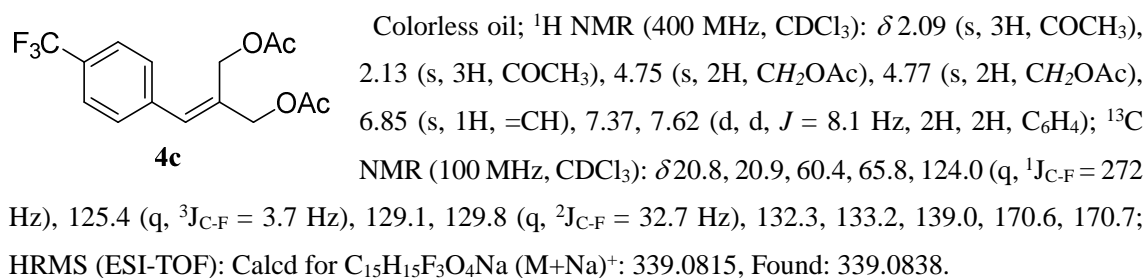 F₃C
OAc
OAc
4c
Colorless oil; ¹H NMR (400 MHz, CDCl₃): δ 2.09 (s, 3H, COCH₃),
2.13 (s, 3H, COCH₃), 4.75 (s, 2H, CH₂OAc), 4.77 (s, 2H, CH₂OAc),
6.85 (s, 1H, =CH), 7.37, 7.62 (d, d, J = 8.1 Hz, 2H, 2H, C₆H₄); ¹³C
NMR (100 MHz, CDCl₃): δ 20.8, 20.9, 60.4, 65.8, 124.0 (q, ¹J_C-F = 272
Hz), 125.4 (q, ³J_C-F = 3.7 Hz), 129.1, 129.8 (q, ²J_C-F = 32.7 Hz), 132.3, 133.2, 139.0, 170.6, 170.7;
HRMS (ESI-TOF): Calcd for C₁₅H₁₅F₃O₄Na (M+Na)⁺: 339.0815, Found: 339.0838.